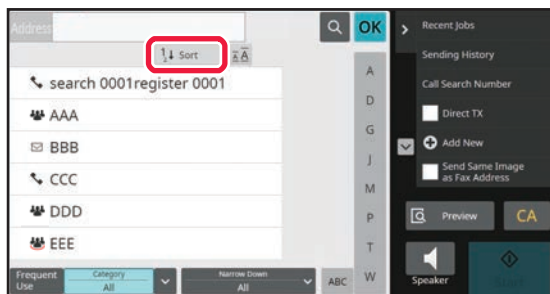 Address
OK
Sort
A A
search 0001register 0001
AAA
BBB
CCC
DDD
EEE
A
D
G
J
M
P
T
W
Frequent Use
Category
All
Narrow Down
All
ABC
Recent Jobs
Sending History
Call Search Number
Direct TX
Add New
Send Same Image
as Fax Address
Preview
CA
Speaker
Start